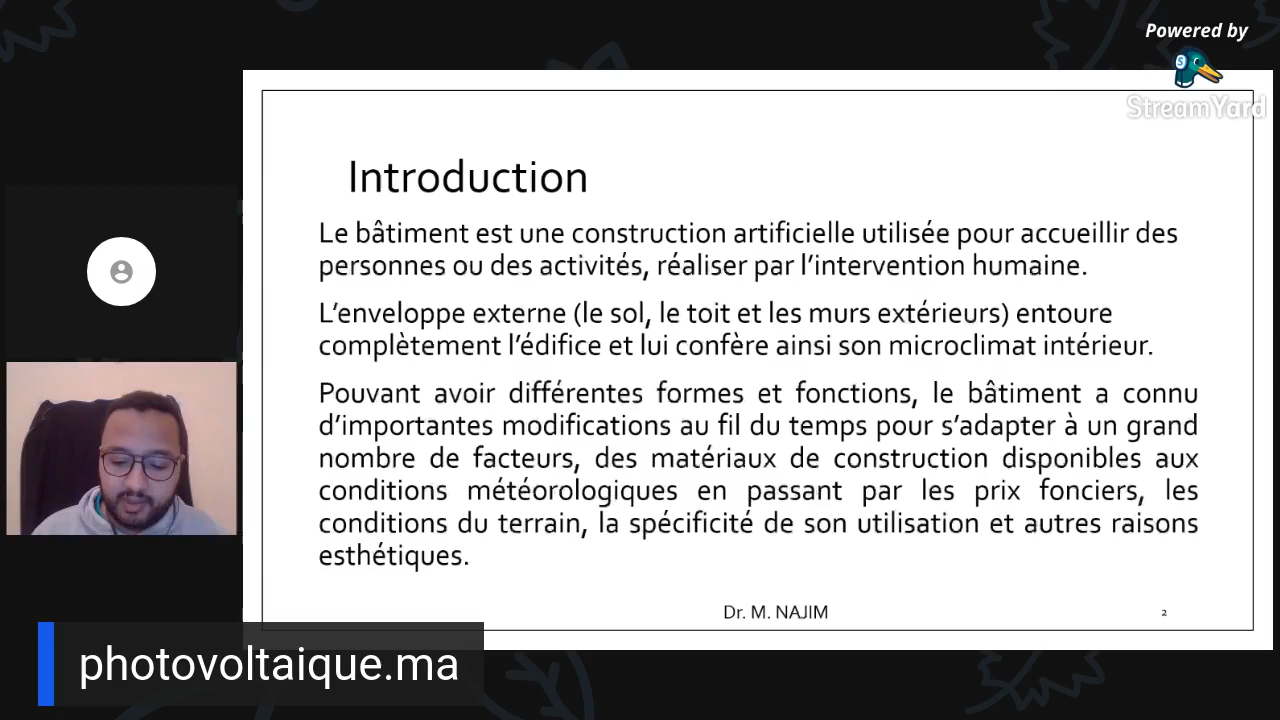 Powered by
StreamYard
Introduction
Le bâtiment est une construction artificielle utilisée pour accueillir des
personnes ou des activités, réaliser par l’intervention humaine.
L’enveloppe externe (le sol, le toit et les murs extérieurs) entoure
complètement l’édifice et lui confère ainsi son microclimat intérieur.
Pouvant avoir différentes formes et fonctions, le bâtiment a connu
d’importantes modifications au fil du temps pour s’adapter à un grand
nombre de facteurs, des matériaux de construction disponibles aux
conditions météorologiques en passant par les prix fonciers, les
conditions du terrain, la spécificité de son utilisation et autres raisons
esthétiques.
Dr. M. NAJIM
2
photovoltaique.ma